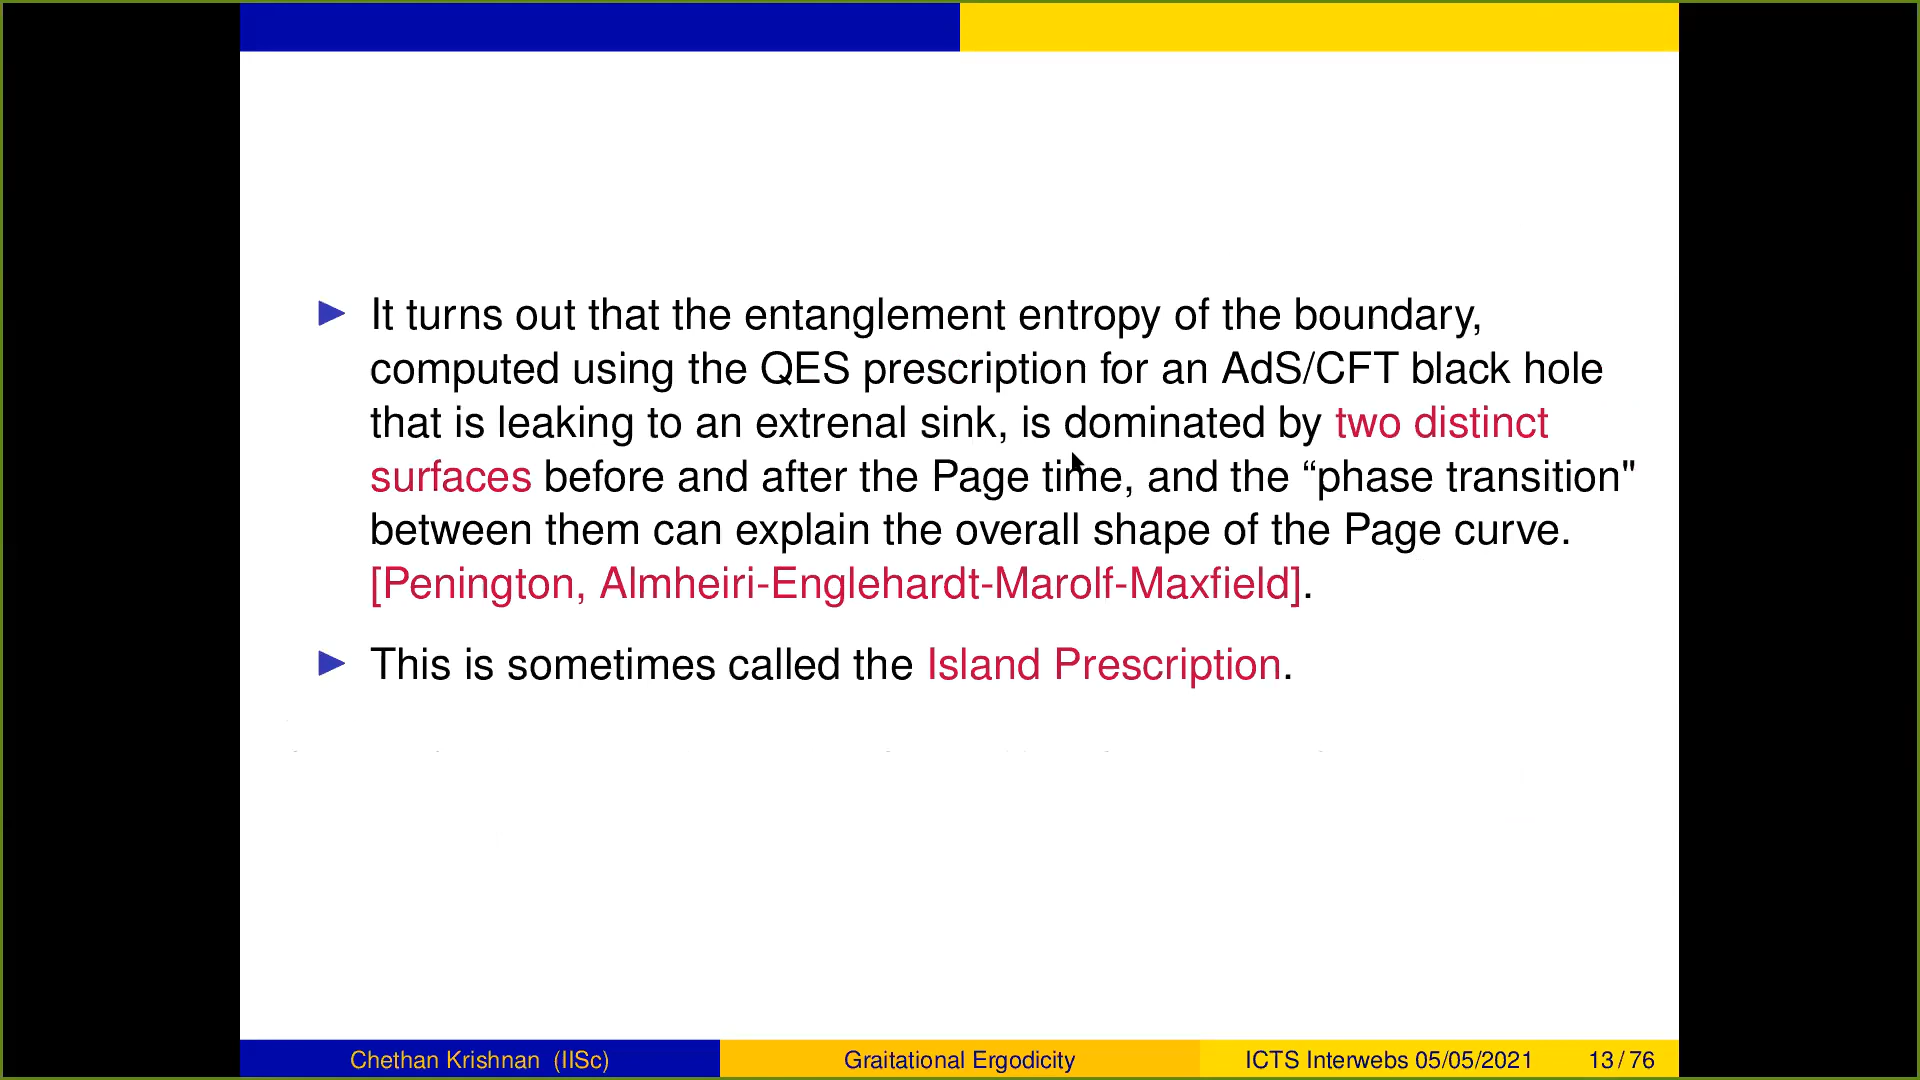 It turns out that the entanglement entropy of the boundary,
computed using the QES prescription for an AdS/CFT black hole
that is leaking to an extrenal sink, is dominated by two distinct
surfaces before and after the Page time, and the “phase transition"
between them can explain the overall shape of the Page curve.
[Penington, Almheiri-Englehardt-Marolf-Maxfield].
This is sometimes called the Island Prescription.
Chethan Krishnan (IISc) Graitational Ergodicity ICTS Interwebs 05/05/2021 13 / 76